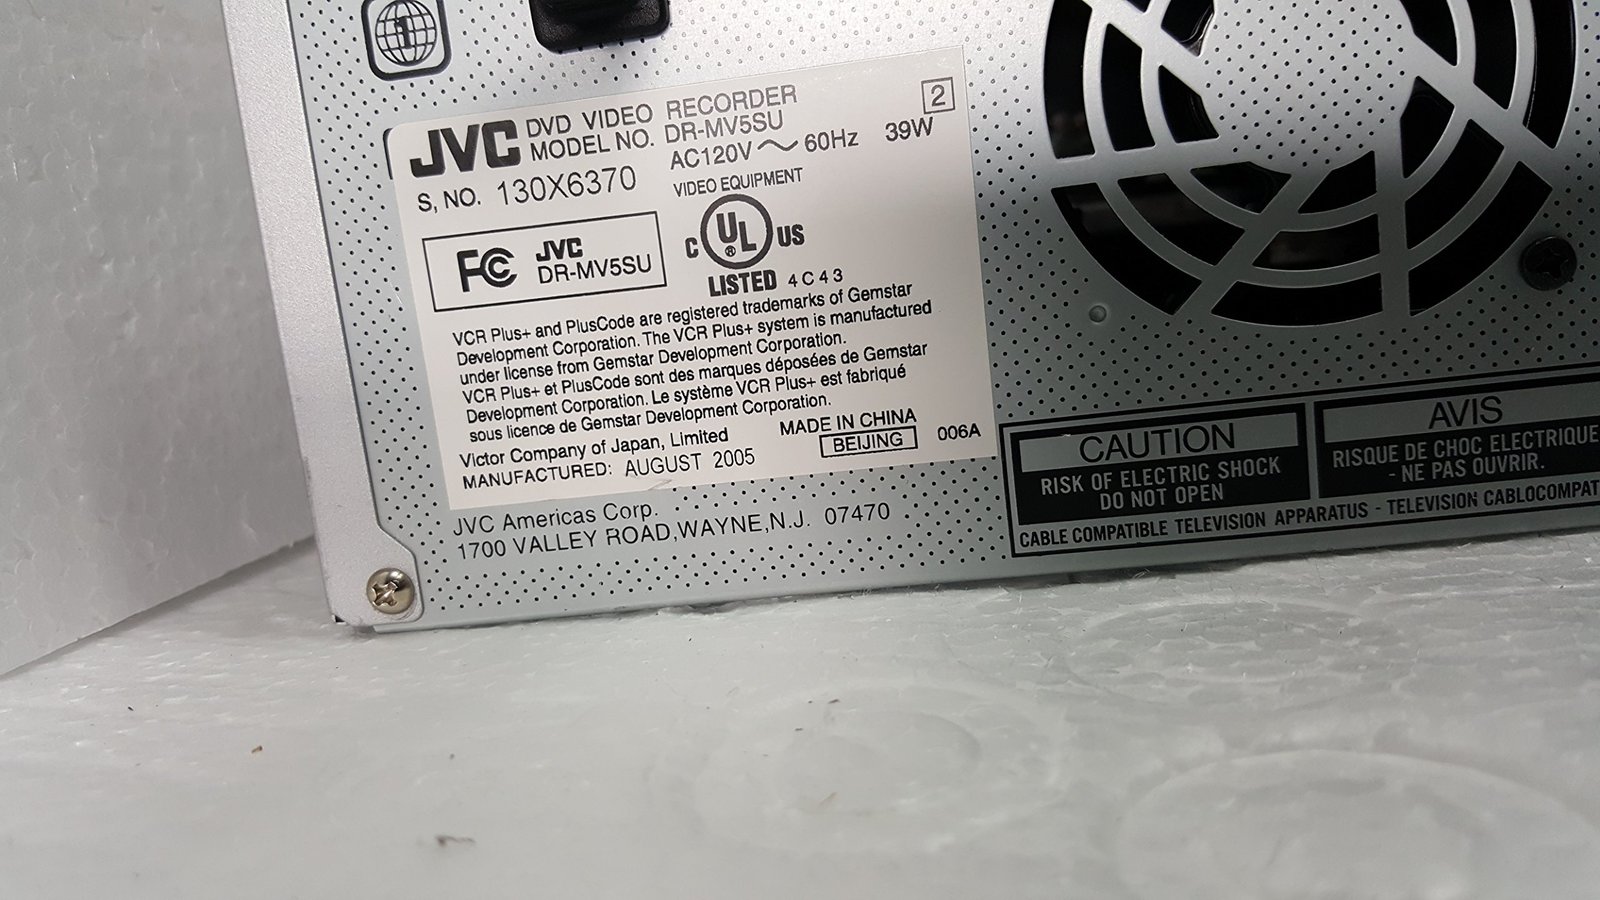 1
JVC DVD VIDEO RECORDER
MODEL NO. DR-MV5SU
2
S, NO. 130X6370
AC120V～60Hz 39W
VIDEO EQUIPMENT
FC JVC
DR-MV5SU
C UL ® US
LISTED 4C43
VCR Plus+ and PlusCode are registered trademarks of Gemstar
Development Corporation. The VCR Plus+ system is manufactured
under license from Gemstar Development Corporation.
VCR Plus+ et PlusCode sont des marques déposées de Gemstar
Development Corporation. Le système VCR Plus+ est fabriqué
sous licence de Gemstar Development Corporation.
Victor Company of Japan, Limited
MANUFACTURED: AUGUST 2005
MADE IN CHINA
BEIJING 006A
JVC Americas Corp.
1700 VALLEY ROAD,WAYNE,N.J. 07470
CAUTION
RISK OF ELECTRIC SHOCK
DO NOT OPEN
AVIS
RISQUE DE CHOC ELECTRIQUE
- NE PAS OUVRIR.
CABLE COMPATIBLE TELEVISION APPARATUS - TELEVISION CABLOCOMPAT